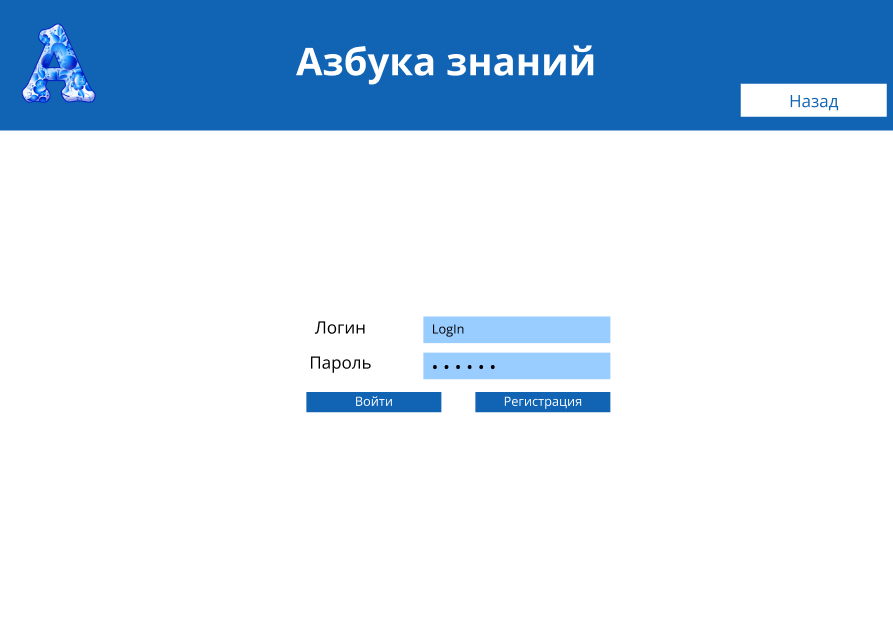 А
Азбука знаний
Назад
Логин
LogIn
Пароль
••••••
Войти
Регистрация